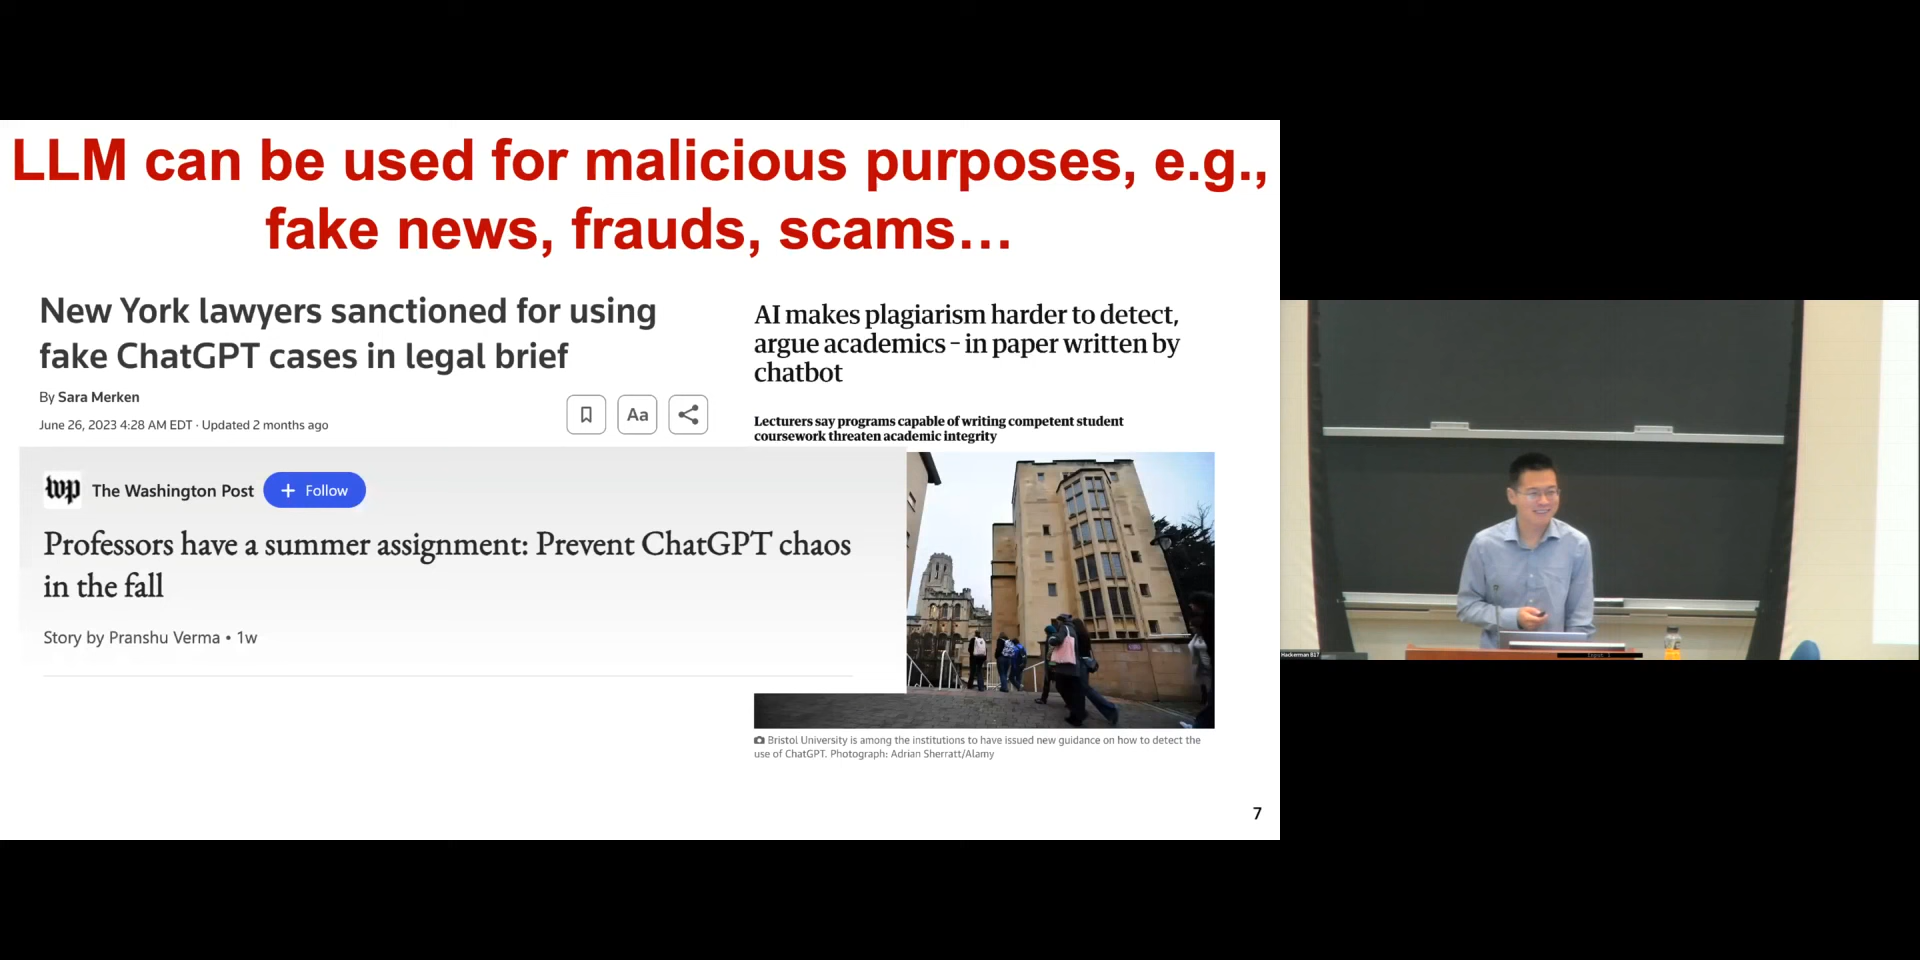 LLM can be used for malicious purposes, e.g.,
fake news, frauds, scams...
New York lawyers sanctioned for using
fake ChatGPT cases in legal brief
By Sara Merken
June 26, 2023 4:28 AM EDT · Updated 2 months ago
Aa
AI makes plagiarism harder to detect,
argue academics – in paper written by
chatbot
Lecturers say programs capable of writing competent student
coursework threaten academic integrity
wp The Washington Post + Follow
Professors have a summer assignment: Prevent ChatGPT chaos
in the fall
Story by Pranshu Verma • 1w
Bristol University is among the institutions to have issued new guidance on how to detect the
use of ChatGPT. Photograph: Adrian Sherratt/Alamy
7
Hackerman B17